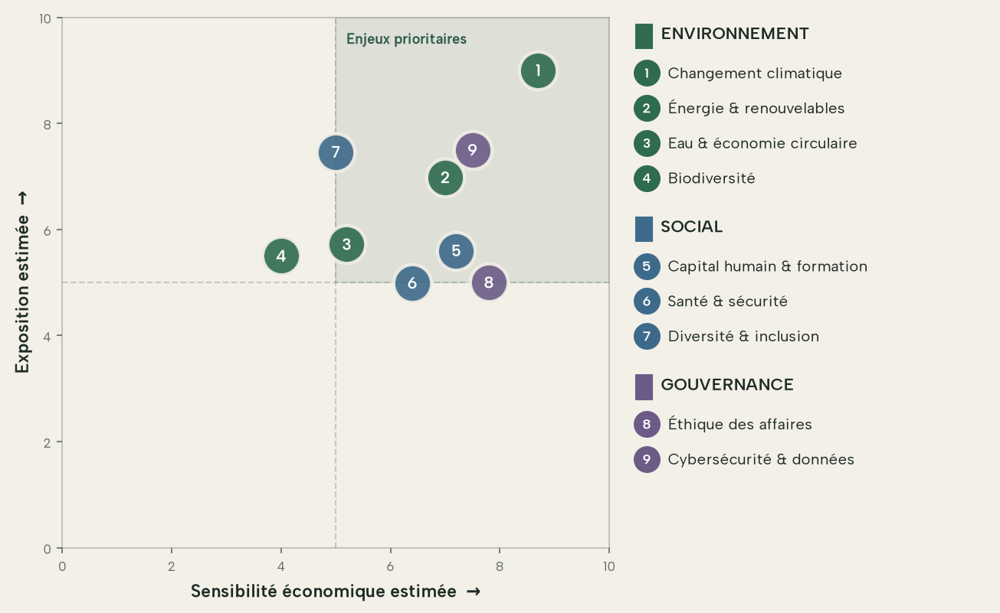 Enjeux prioritaires
10
8
6
4
2
0
0
2
4
6
8
10
Exposition estimée →
Sensibilité économique estimée →
1
7
9
2
3
4
5
6
8
ENVIRONNEMENT
1 Changement climatique
2 Énergie & renouvelables
3 Eau & économie circulaire
4 Biodiversité
SOCIAL
5 Capital humain & formation
6 Santé & sécurité
7 Diversité & inclusion
GOUVERNANCE
8 Éthique des affaires
9 Cybersécurité & données